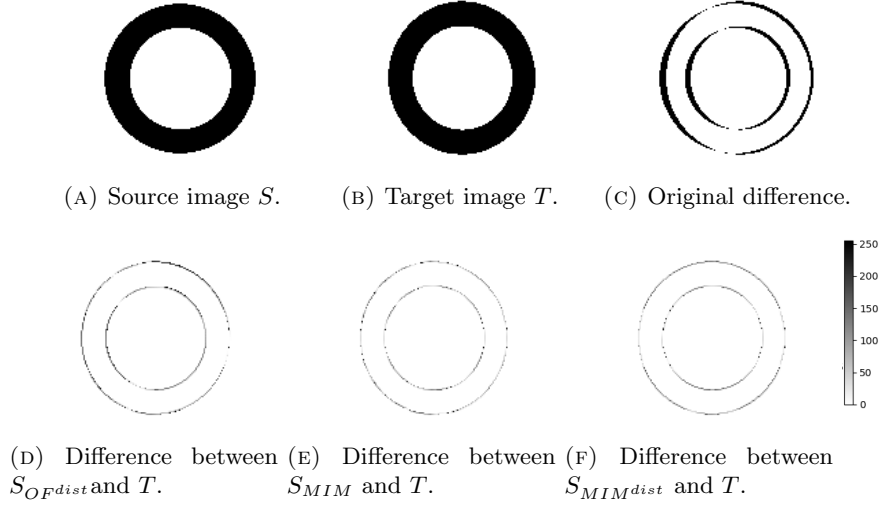 (A) Source image S.
(B) Target image T.
(C) Original difference.
250
200
150
100
50
0
(D) Difference between
S_{OF^{dist}} and T.
(E) Difference between
S_{MIM} and T.
(F) Difference between
S_{MIM^{dist}} and T.